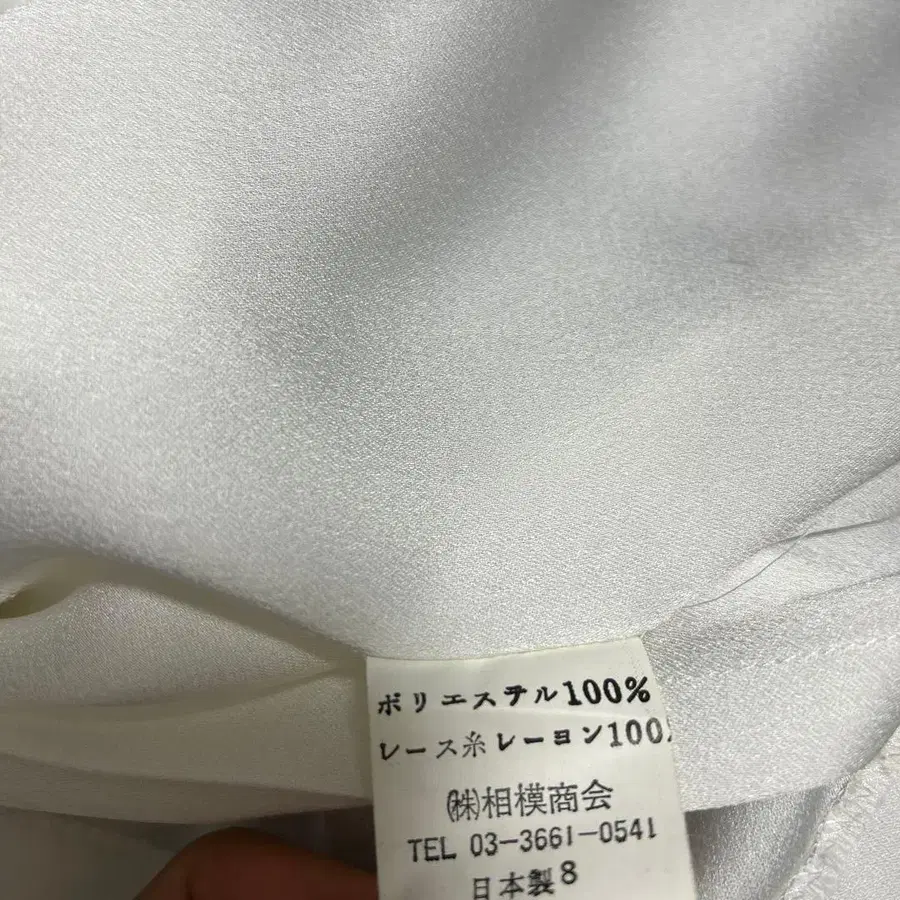 ポリエステル100%
レース糸レーヨン100%
㈱相模商会
TEL 03-3661-0541
日本製8